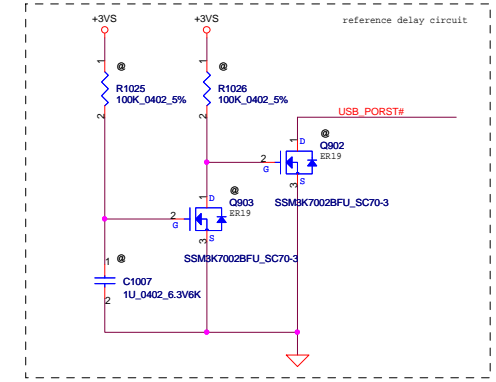 +3VS
+3VS
reference delay circuit
1
@
R1025
100K_0402_5%
2
1
@
R1026
100K_0402_5%
2
USB_PORST#
1
D
@
Q902
ER19
2
G
3
S
SSM3K7002BFU_SC70-3
1
D
@
Q903
ER19
2
G
3
S
SSM3K7002BFU_SC70-3
1
@
C1007
1U_0402_6.3V6K
2